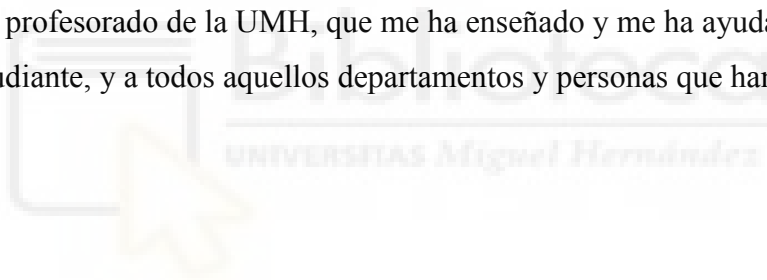 profesorado de la UMH, que me ha enseñado y me ha ayuda
udiante, y a todos aquellos departamentos y personas que han
Biblioteca
UNIVERSITAS Miguel Hernández